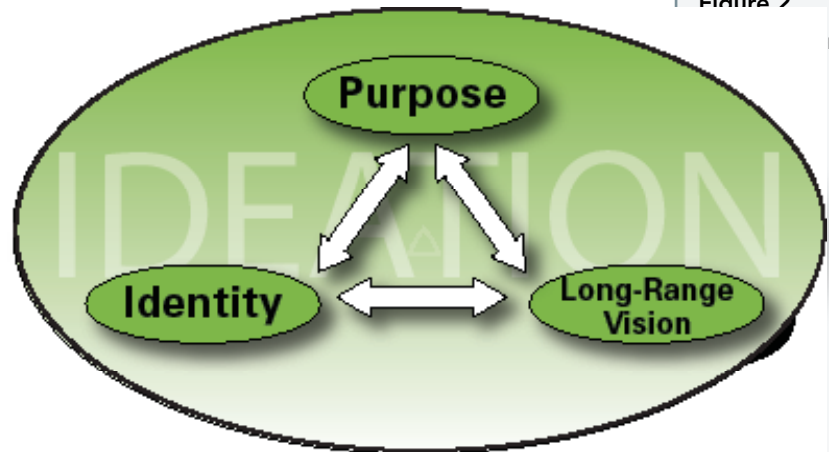 Figure 2
Purpose
IDEATION
Identity
Long-Range
Vision